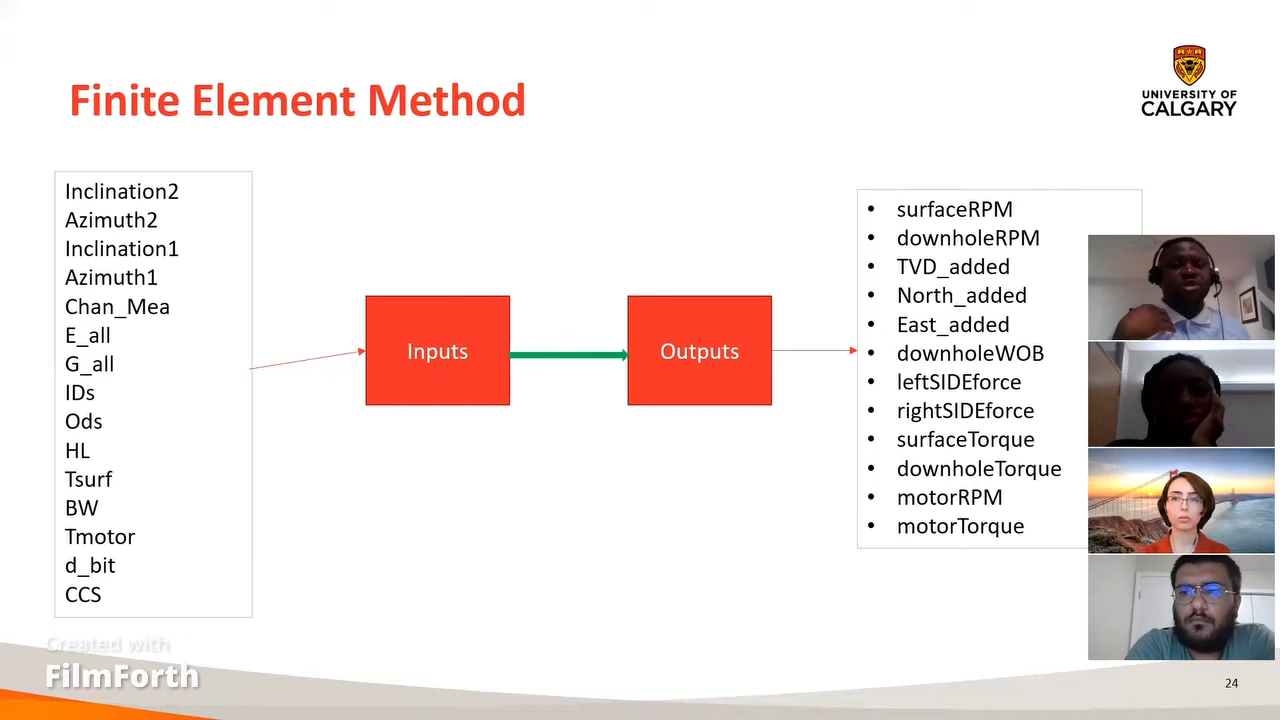 Finite Element Method
UNIVERSITY OF
CALGARY
Inclination2
Azimuth2
Inclination1
Azimuth1
Chan_Mea
E_all
G_all
IDs
Ods
HL
Tsurf
BW
Tmotor
d_bit
CCS
Inputs
Outputs
• surfaceRPM
• downholeRPM
• TVD_added
• North_added
• East_added
• downholeWOB
• leftSIDEforce
• rightSIDEforce
• surfaceTorque
• downholeTorque
• motorRPM
• motorTorque
Created with
FilmForth
24